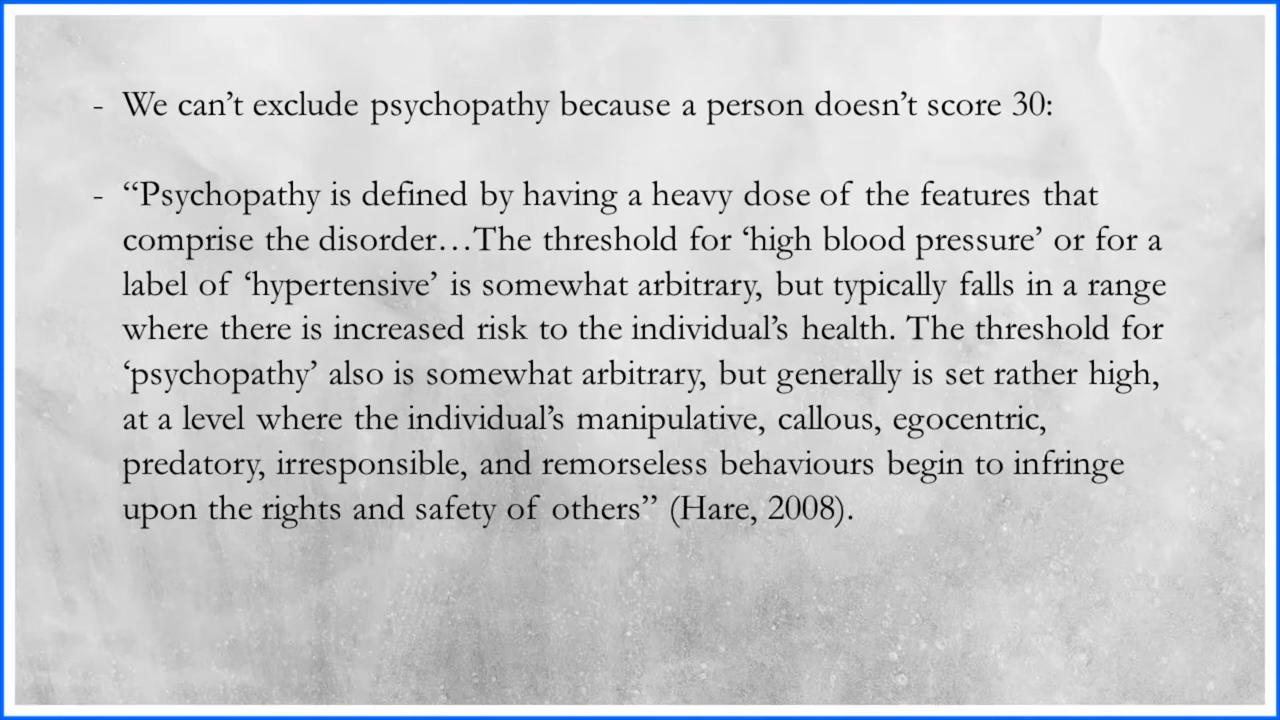 - We can’t exclude psychopathy because a person doesn’t score 30:
- “Psychopathy is defined by having a heavy dose of the features that
comprise the disorder…The threshold for ‘high blood pressure’ or for a
label of ‘hypertensive’ is somewhat arbitrary, but typically falls in a range
where there is increased risk to the individual’s health. The threshold for
‘psychopathy’ also is somewhat arbitrary, but generally is set rather high,
at a level where the individual’s manipulative, callous, egocentric,
predatory, irresponsible, and remorseless behaviours begin to infringe
upon the rights and safety of others” (Hare, 2008).